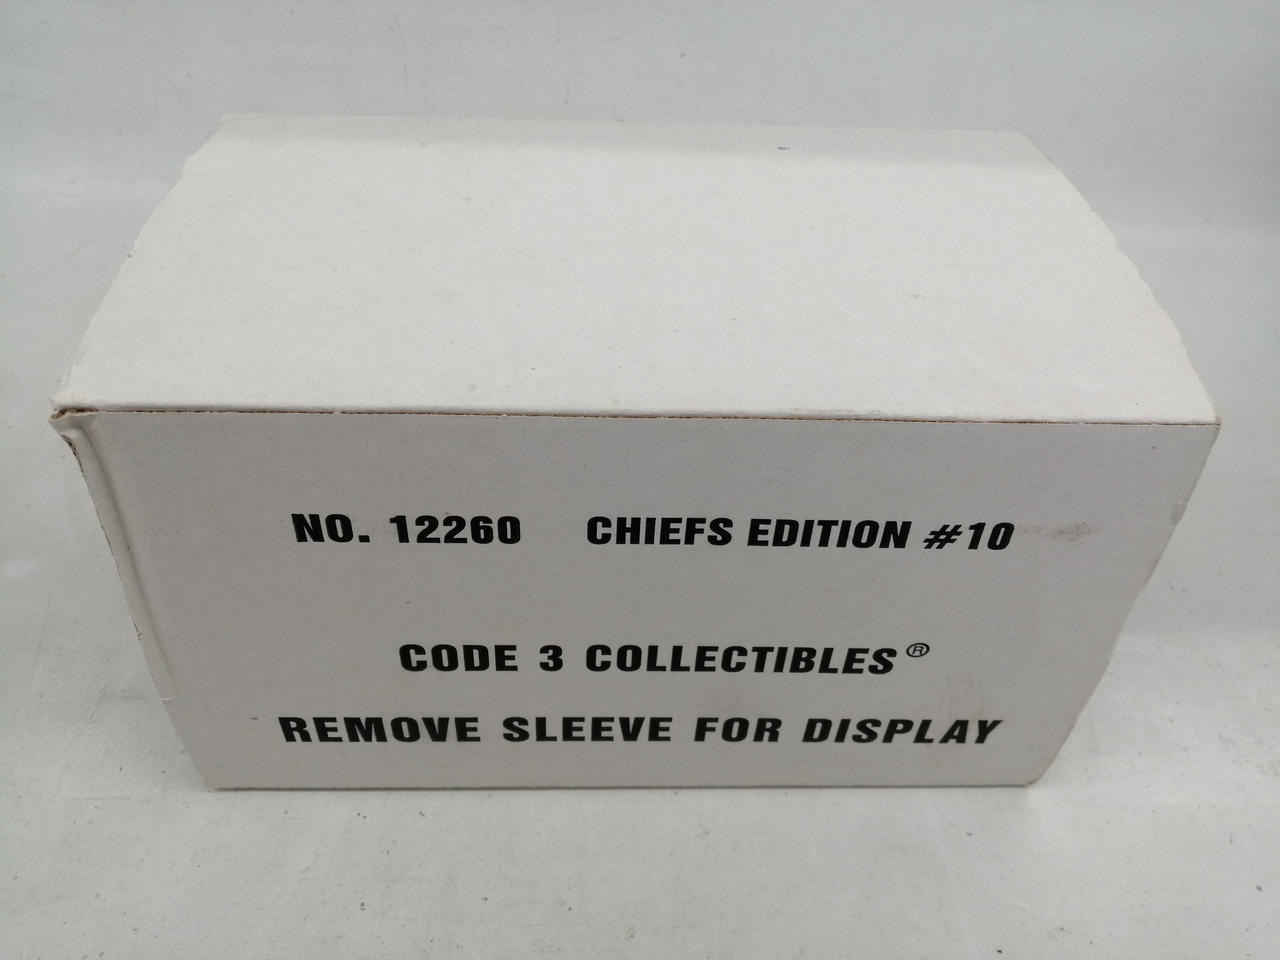 NO. 12260 CHIEFS EDITION #10
CODE 3 COLLECTIBLES®
REMOVE SLEEVE FOR DISPLAY